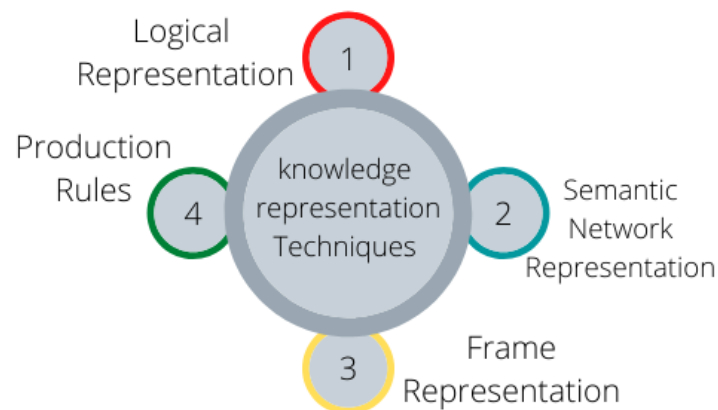 Logical
Representation
1
Production
Rules
4
knowledge
representation
Techniques
2
Semantic
Network
Representation
3
Frame
Representation